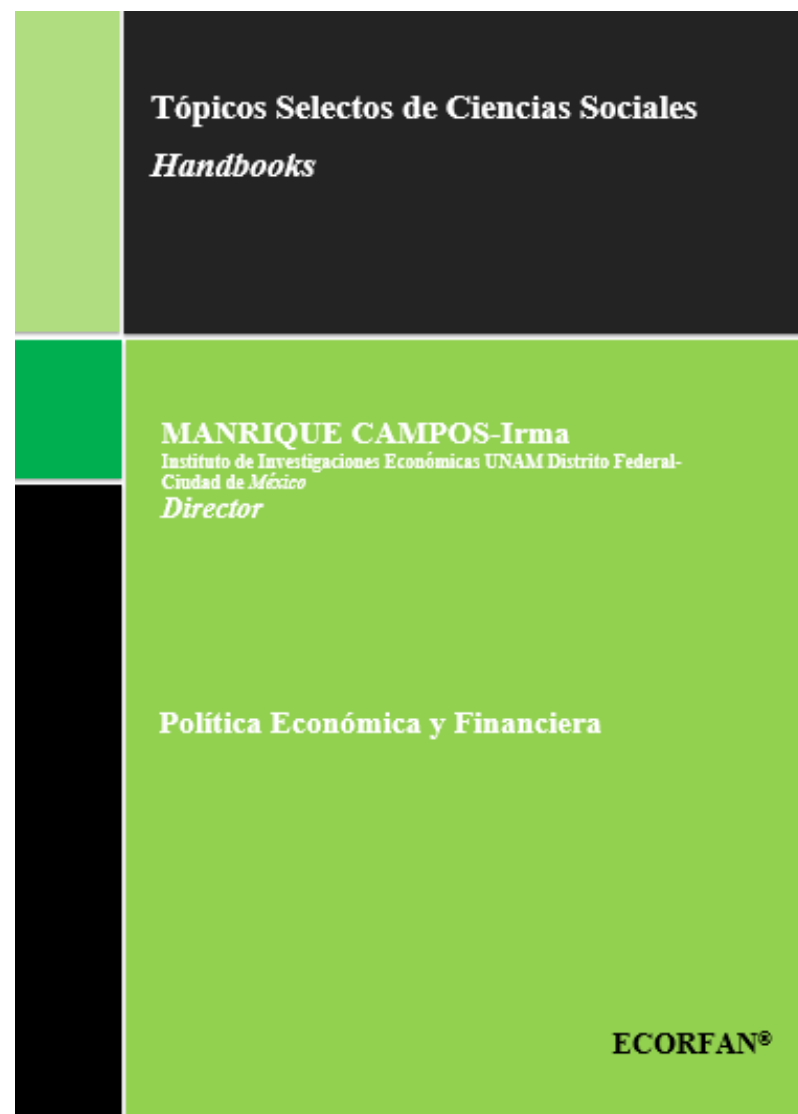 Tópicos Selectos de Ciencias Sociales
Handbooks
MANRIQUE CAMPOS-Irma
Instituto de Investigaciones Económicas UNAM Distrito Federal-
Ciudad de México
Director
Política Económica y Financiera
ECORFAN®